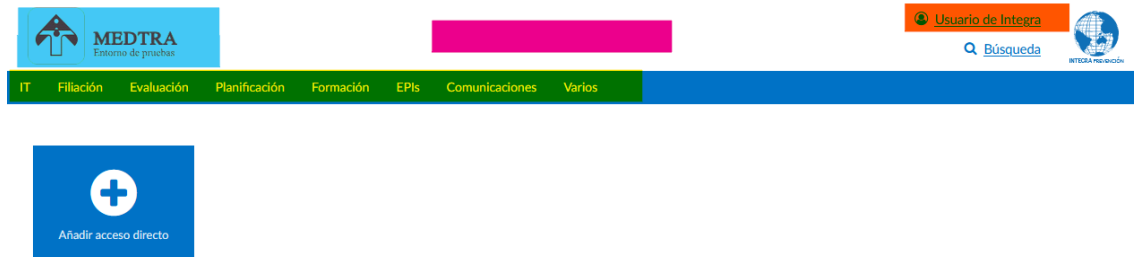 MEDTRA
Entorno de pruebas
Usuario de Integra
Búsqueda
INTEGRA PREVENCIÓN
IT Filiación Evaluación Planificación Formación EPIs Comunicaciones Varios
Añadir acceso directo